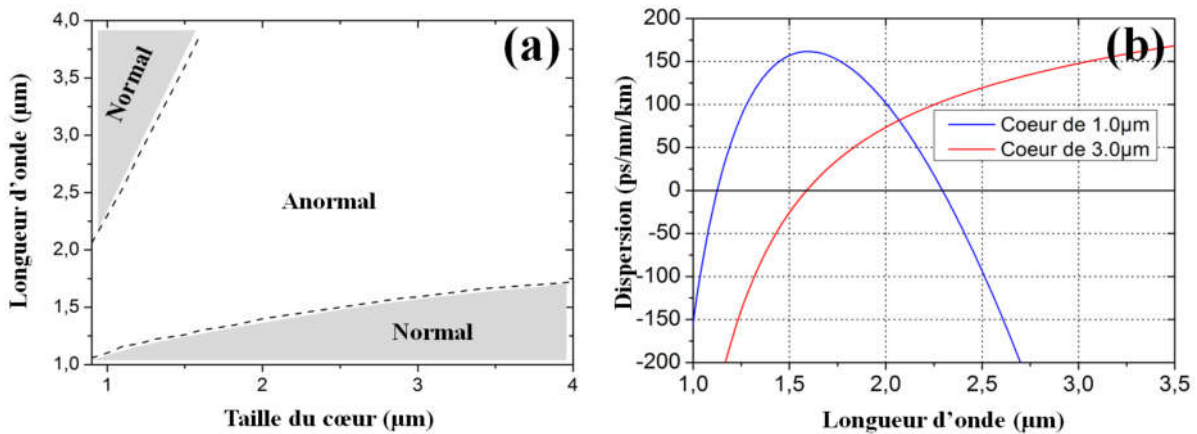 (a)
4,0
3,5
3,0
2,5
2,0
1,5
1,0
Longueur d'onde (µm)
Normal
Anormal
Normal
1
2
3
4
Taille du cœur (µm)
(b)
200
150
100
50
0
-50
-100
-150
-200
Dispersion (ps/nm/km)
Coeur de 1.0µm
Coeur de 3.0µm
1,0
1,5
2,0
2,5
3,0
3,5
Longueur d'onde (µm)